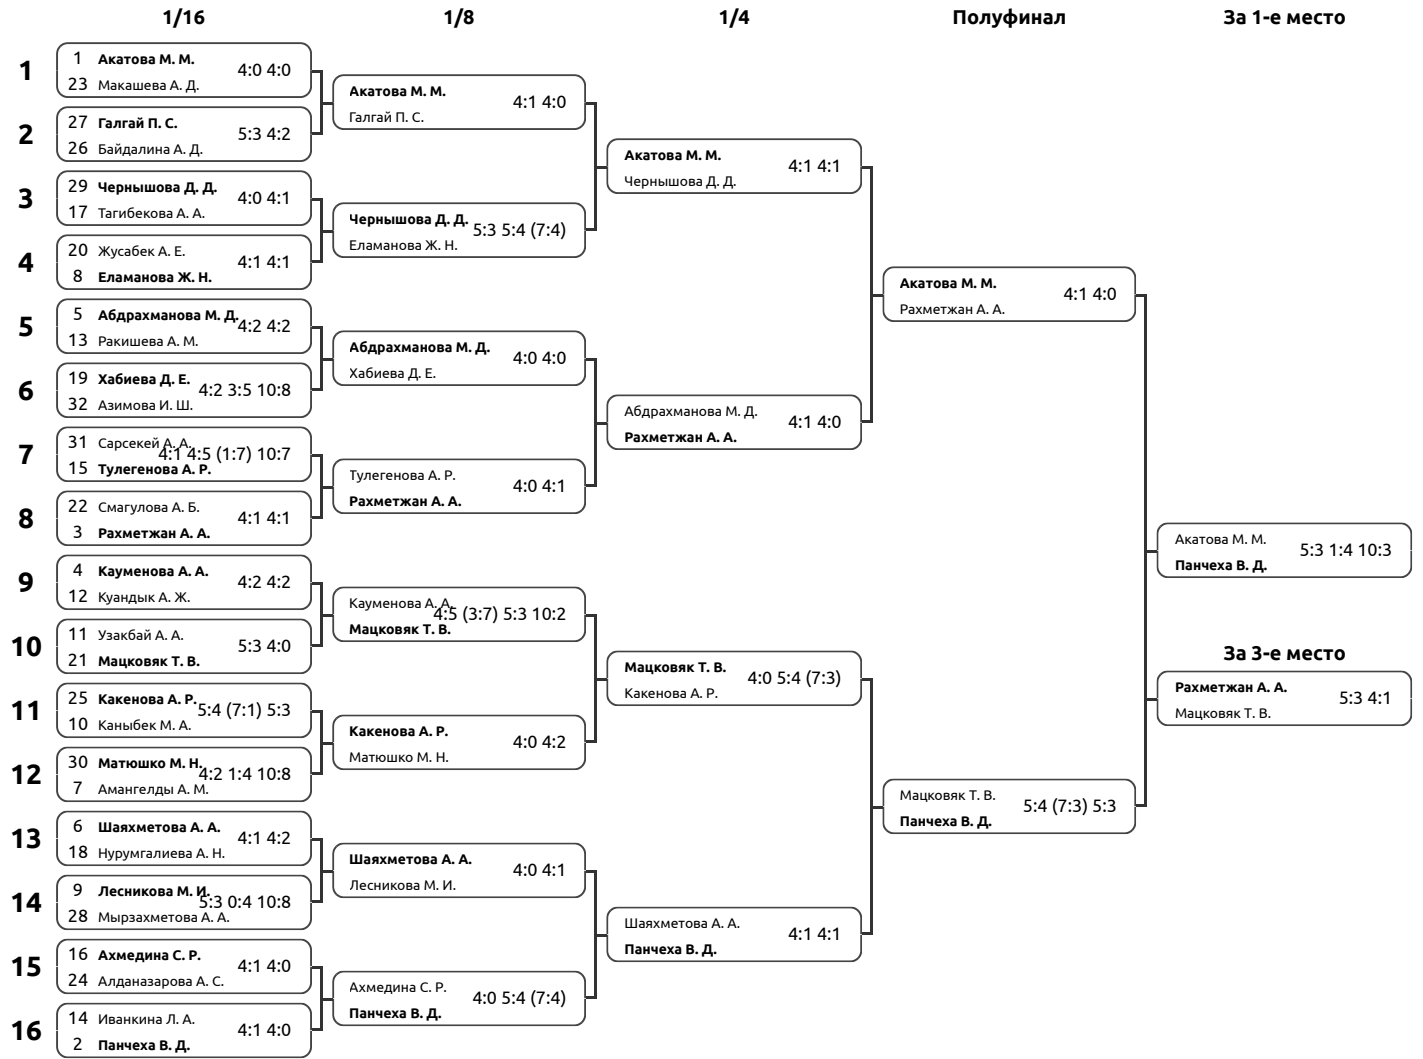 1/16
1/8
1/4
Полуфинал
За 1-е место
1
1 Акатова М. М.
23 Макашева А. Д.
4:0 4:0
2
27 Галгай П. С.
26 Байдалина А. Д.
5:3 4:2
3
29 Чернышова Д. Д.
17 Тагибекова А. А.
4:0 4:1
4
20 Жусабек А. Е.
8 Еламанова Ж. Н.
4:1 4:1
5
5 Абдрахманова М. Д.
13 Ракишева А. М.
4:2 4:2
6
19 Хабиева Д. Е.
32 Азимова И. Ш.
4:2 3:5 10:8
7
31 Сарсекей А. А.
15 Тулегенова А. Р.
4:1 4:5 (1:7) 10:7
8
22 Смагулова А. Б.
3 Рахметжан А. А.
4:1 4:1
9
4 Кауменова А. А.
12 Куандык А. Ж.
4:2 4:2
10
11 Узакбай А. А.
21 Мацковяк Т. В.
5:3 4:0
11
25 Какенова А. Р.
10 Каныбек М. А.
5:4 (7:1) 5:3
12
30 Матюшко М. Н.
7 Амангелды А. М.
4:2 1:4 10:8
13
6 Шаяхметова А. А.
18 Нурумгалиева А. Н.
4:1 4:2
14
9 Лесникова М. И.
28 Мырзахметова А. А.
5:3 0:4 10:8
15
16 Ахмедина С. Р.
24 Алданазарова А. С.
4:1 4:0
16
14 Иванкина Л. А.
2 Панчеха В. Д.
4:1 4:0
Акатова М. М.
Галгай П. С.
4:1 4:0
Чернышова Д. Д.
Еламанова Ж. Н.
5:3 5:4 (7:4)
Абдрахманова М. Д.
Хабиева Д. Е.
4:0 4:0
Тулегенова А. Р.
Рахметжан А. А.
4:0 4:1
Кауменова А. А.
Мацковяк Т. В.
4:5 (3:7) 5:3 10:2
Какенова А. Р.
Матюшко М. Н.
4:0 4:2
Шаяхметова А. А.
Лесникова М. И.
4:0 4:1
Ахмедина С. Р.
Панчеха В. Д.
4:0 5:4 (7:4)
Акатова М. М.
Чернышова Д. Д.
4:1 4:1
Абдрахманова М. Д.
Рахметжан А. А.
4:1 4:0
Мацковяк Т. В.
Какенова А. Р.
4:0 5:4 (7:3)
Шаяхметова А. А.
Панчеха В. Д.
4:1 4:1
Акатова М. М.
Рахметжан А. А.
4:1 4:0
Мацковяк Т. В.
Панчеха В. Д.
5:4 (7:3) 5:3
Акатова М. М.
Панчеха В. Д.
5:3 1:4 10:3
За 3-е место
Рахметжан А. А.
Мацковяк Т. В.
5:3 4:1